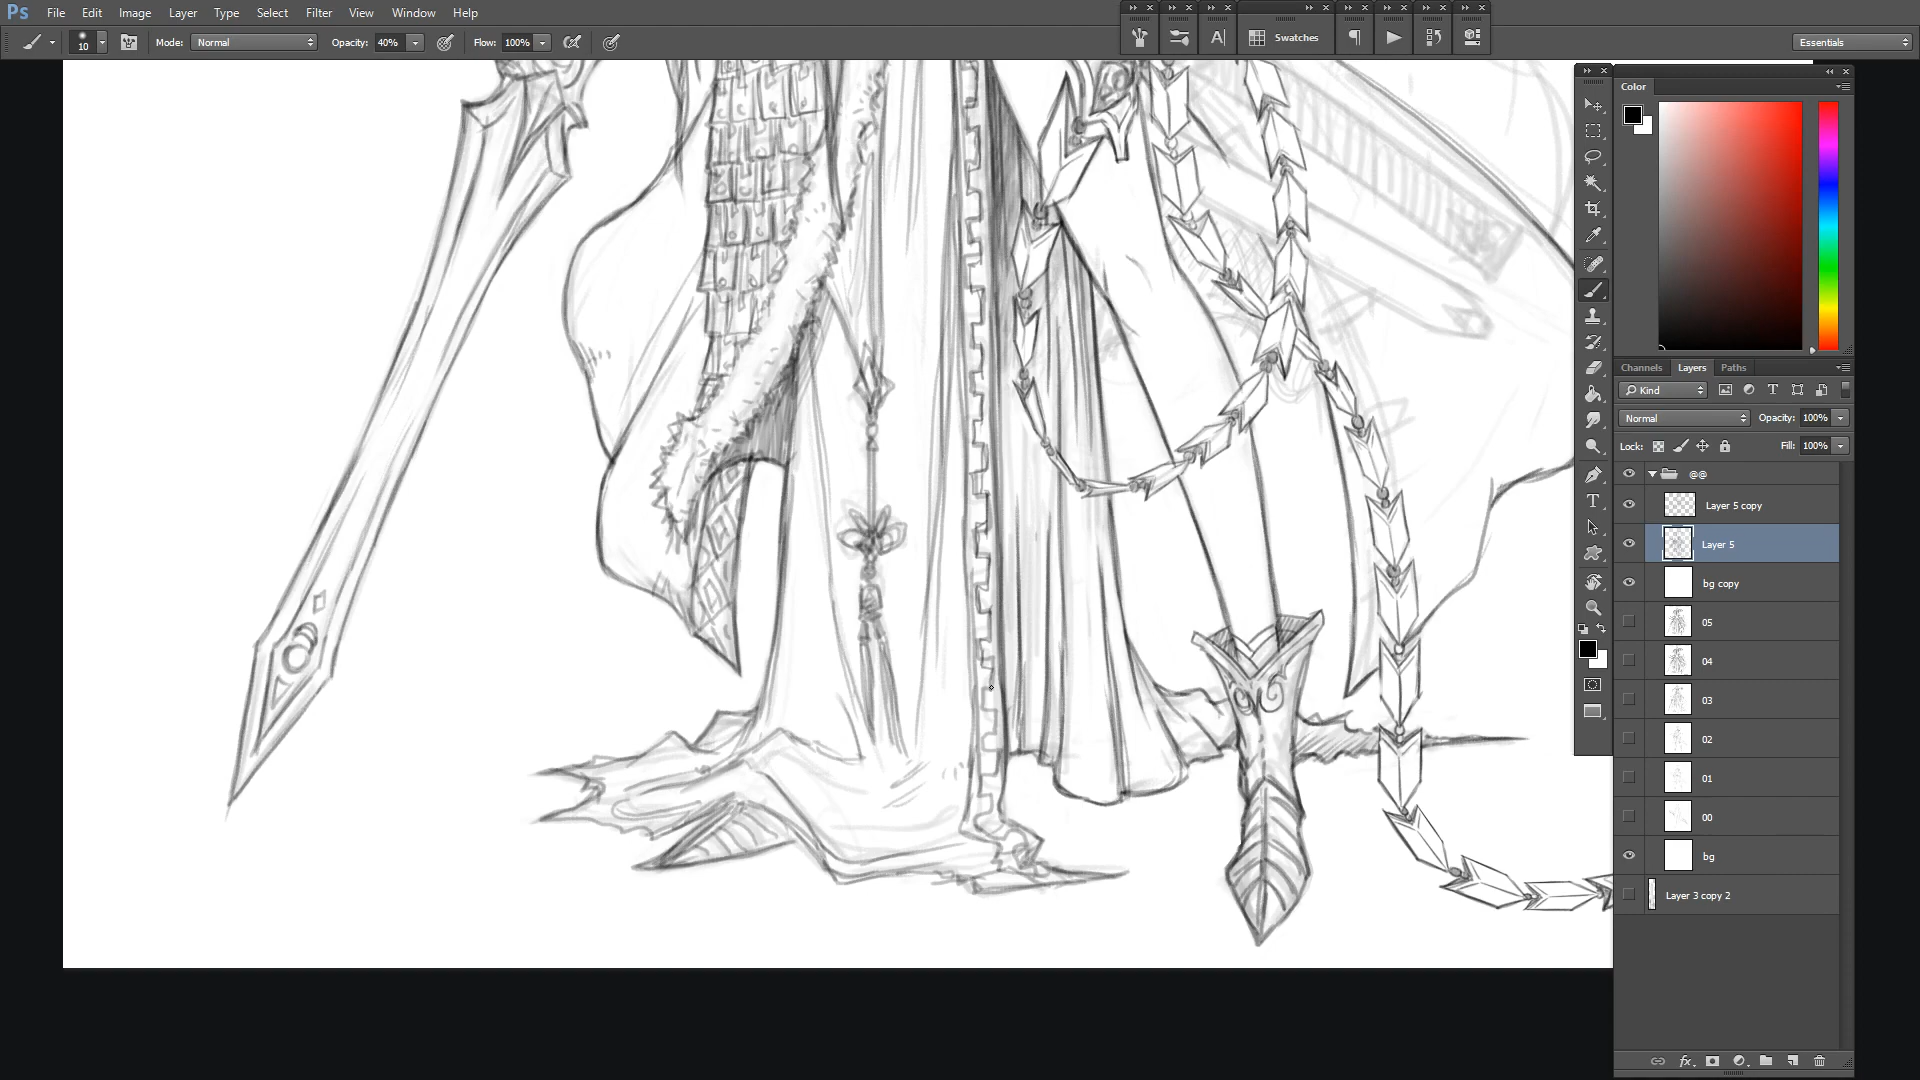 Ps File Edit Image Layer Type Select Filter View Window Help
10 Mode: Normal Opacity: 40% Flow: 100%
A Swatches ¶ Essentials
Color
Channels Layers Paths
Kind T
Normal Opacity: 100%
Lock: Fill: 100%
@@
Layer 5 copy
Layer 5
bg copy
05
04
03
02
01
00
bg
Layer 3 copy 2
T
fx